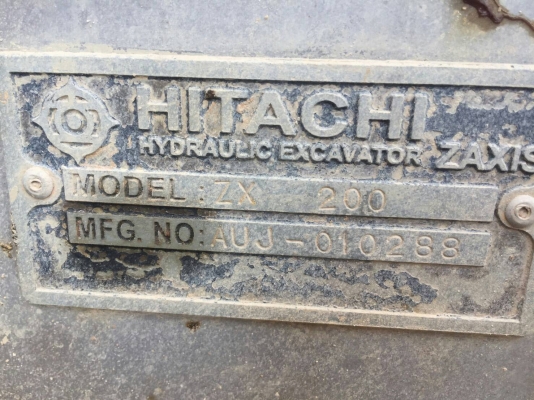 HITACHI
HYDRAULIC EXCAVATOR ZAXIS
MODEL: ZX 200
MFG. NO: AUJ-010288